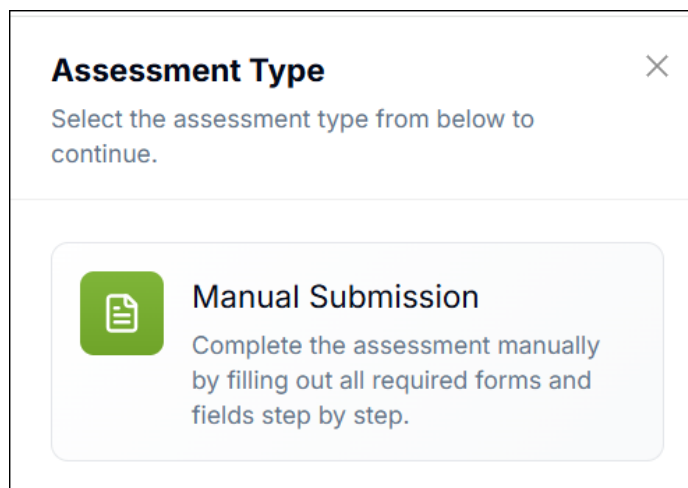 Assessment Type
Select the assessment type from below to
continue.
Manual Submission
Complete the assessment manually
by filling out all required forms and
fields step by step.